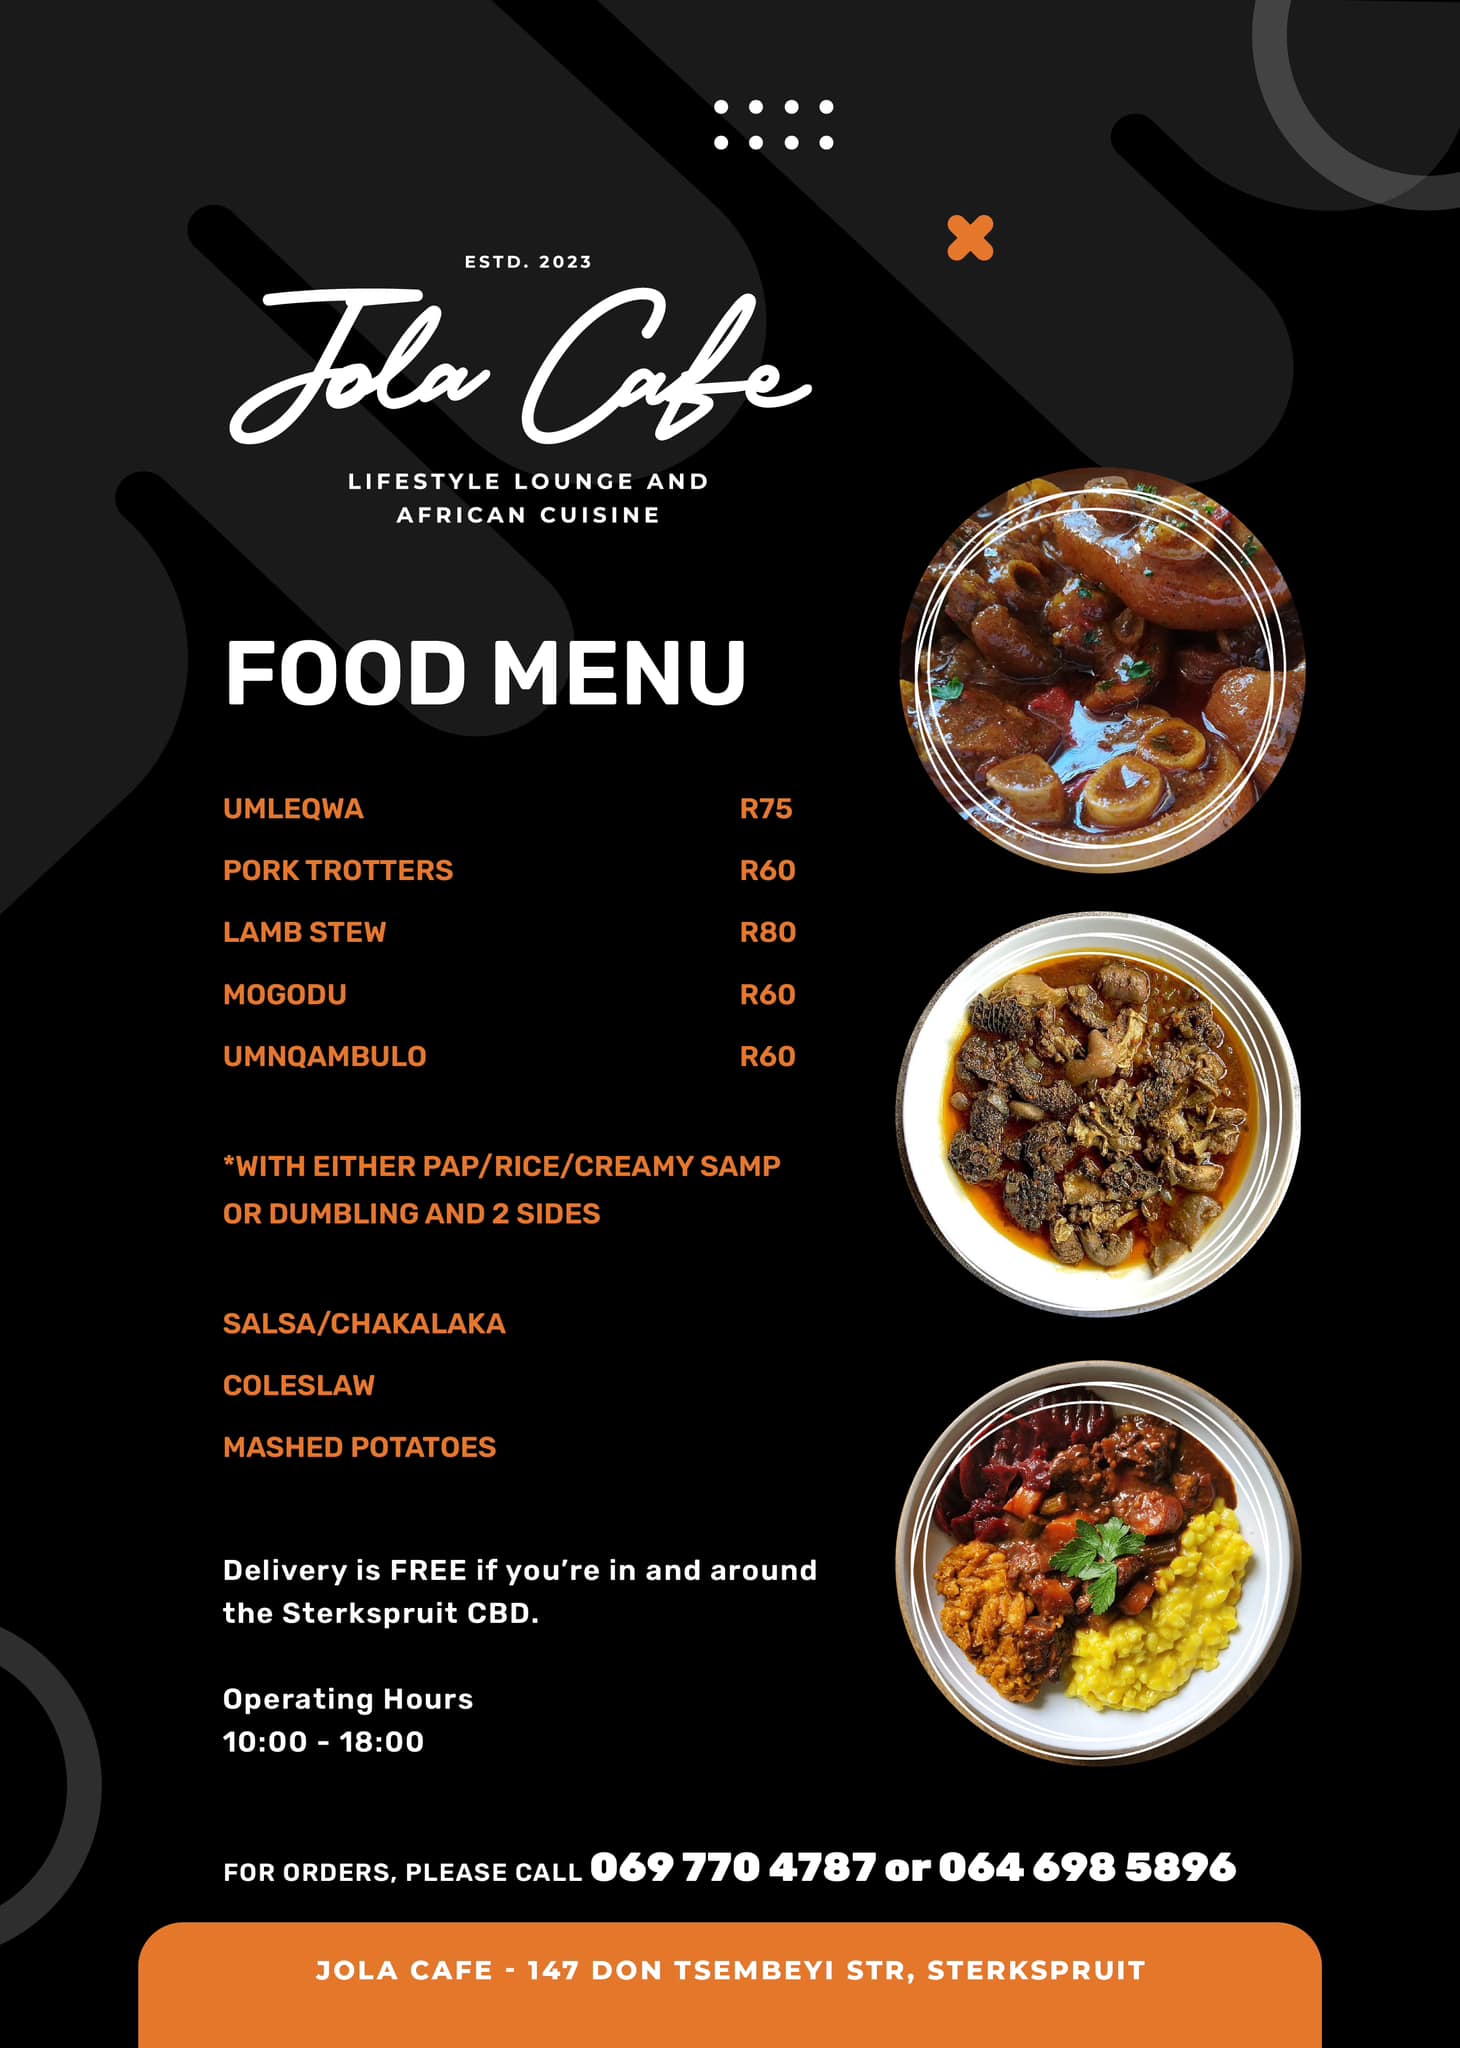 ESTD. 2023
Jola Cafe
LIFESTYLE LOUNGE AND
AFRICAN CUISINE
FOOD MENU
UMLEQWA R75
PORK TROTTERS R60
LAMB STEW R80
MOGODU R60
UMNQAMBULO R60
*WITH EITHER PAP/RICE/CREAMY SAMP
OR DUMBLING AND 2 SIDES
SALSA/CHAKALAKA
COLESLAW
MASHED POTATOES
Delivery is FREE if you’re in and around
the Sterkspruit CBD.
Operating Hours
10:00 - 18:00
FOR ORDERS, PLEASE CALL 069 770 4787 or 064 698 5896
JOLA CAFE - 147 DON TSEMBEYI STR, STERKSPRUIT